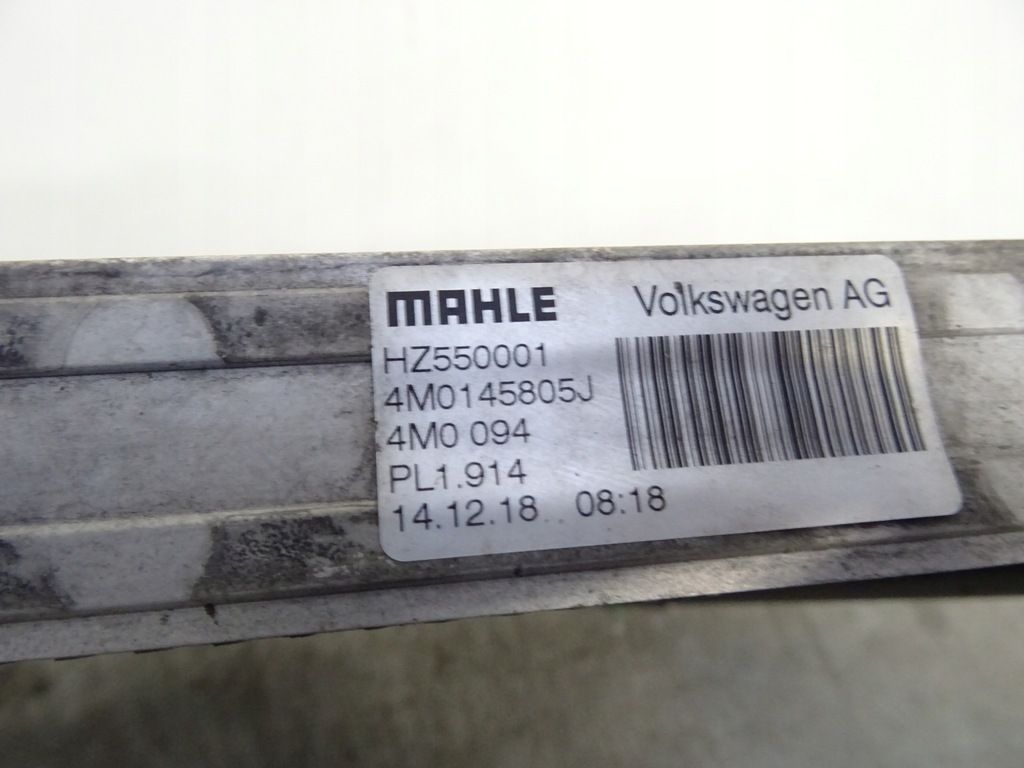 MAHLE Volkswagen AG
HZ550001
4M0145805J
4M0 094
PL1.914
14.12.18 08:18